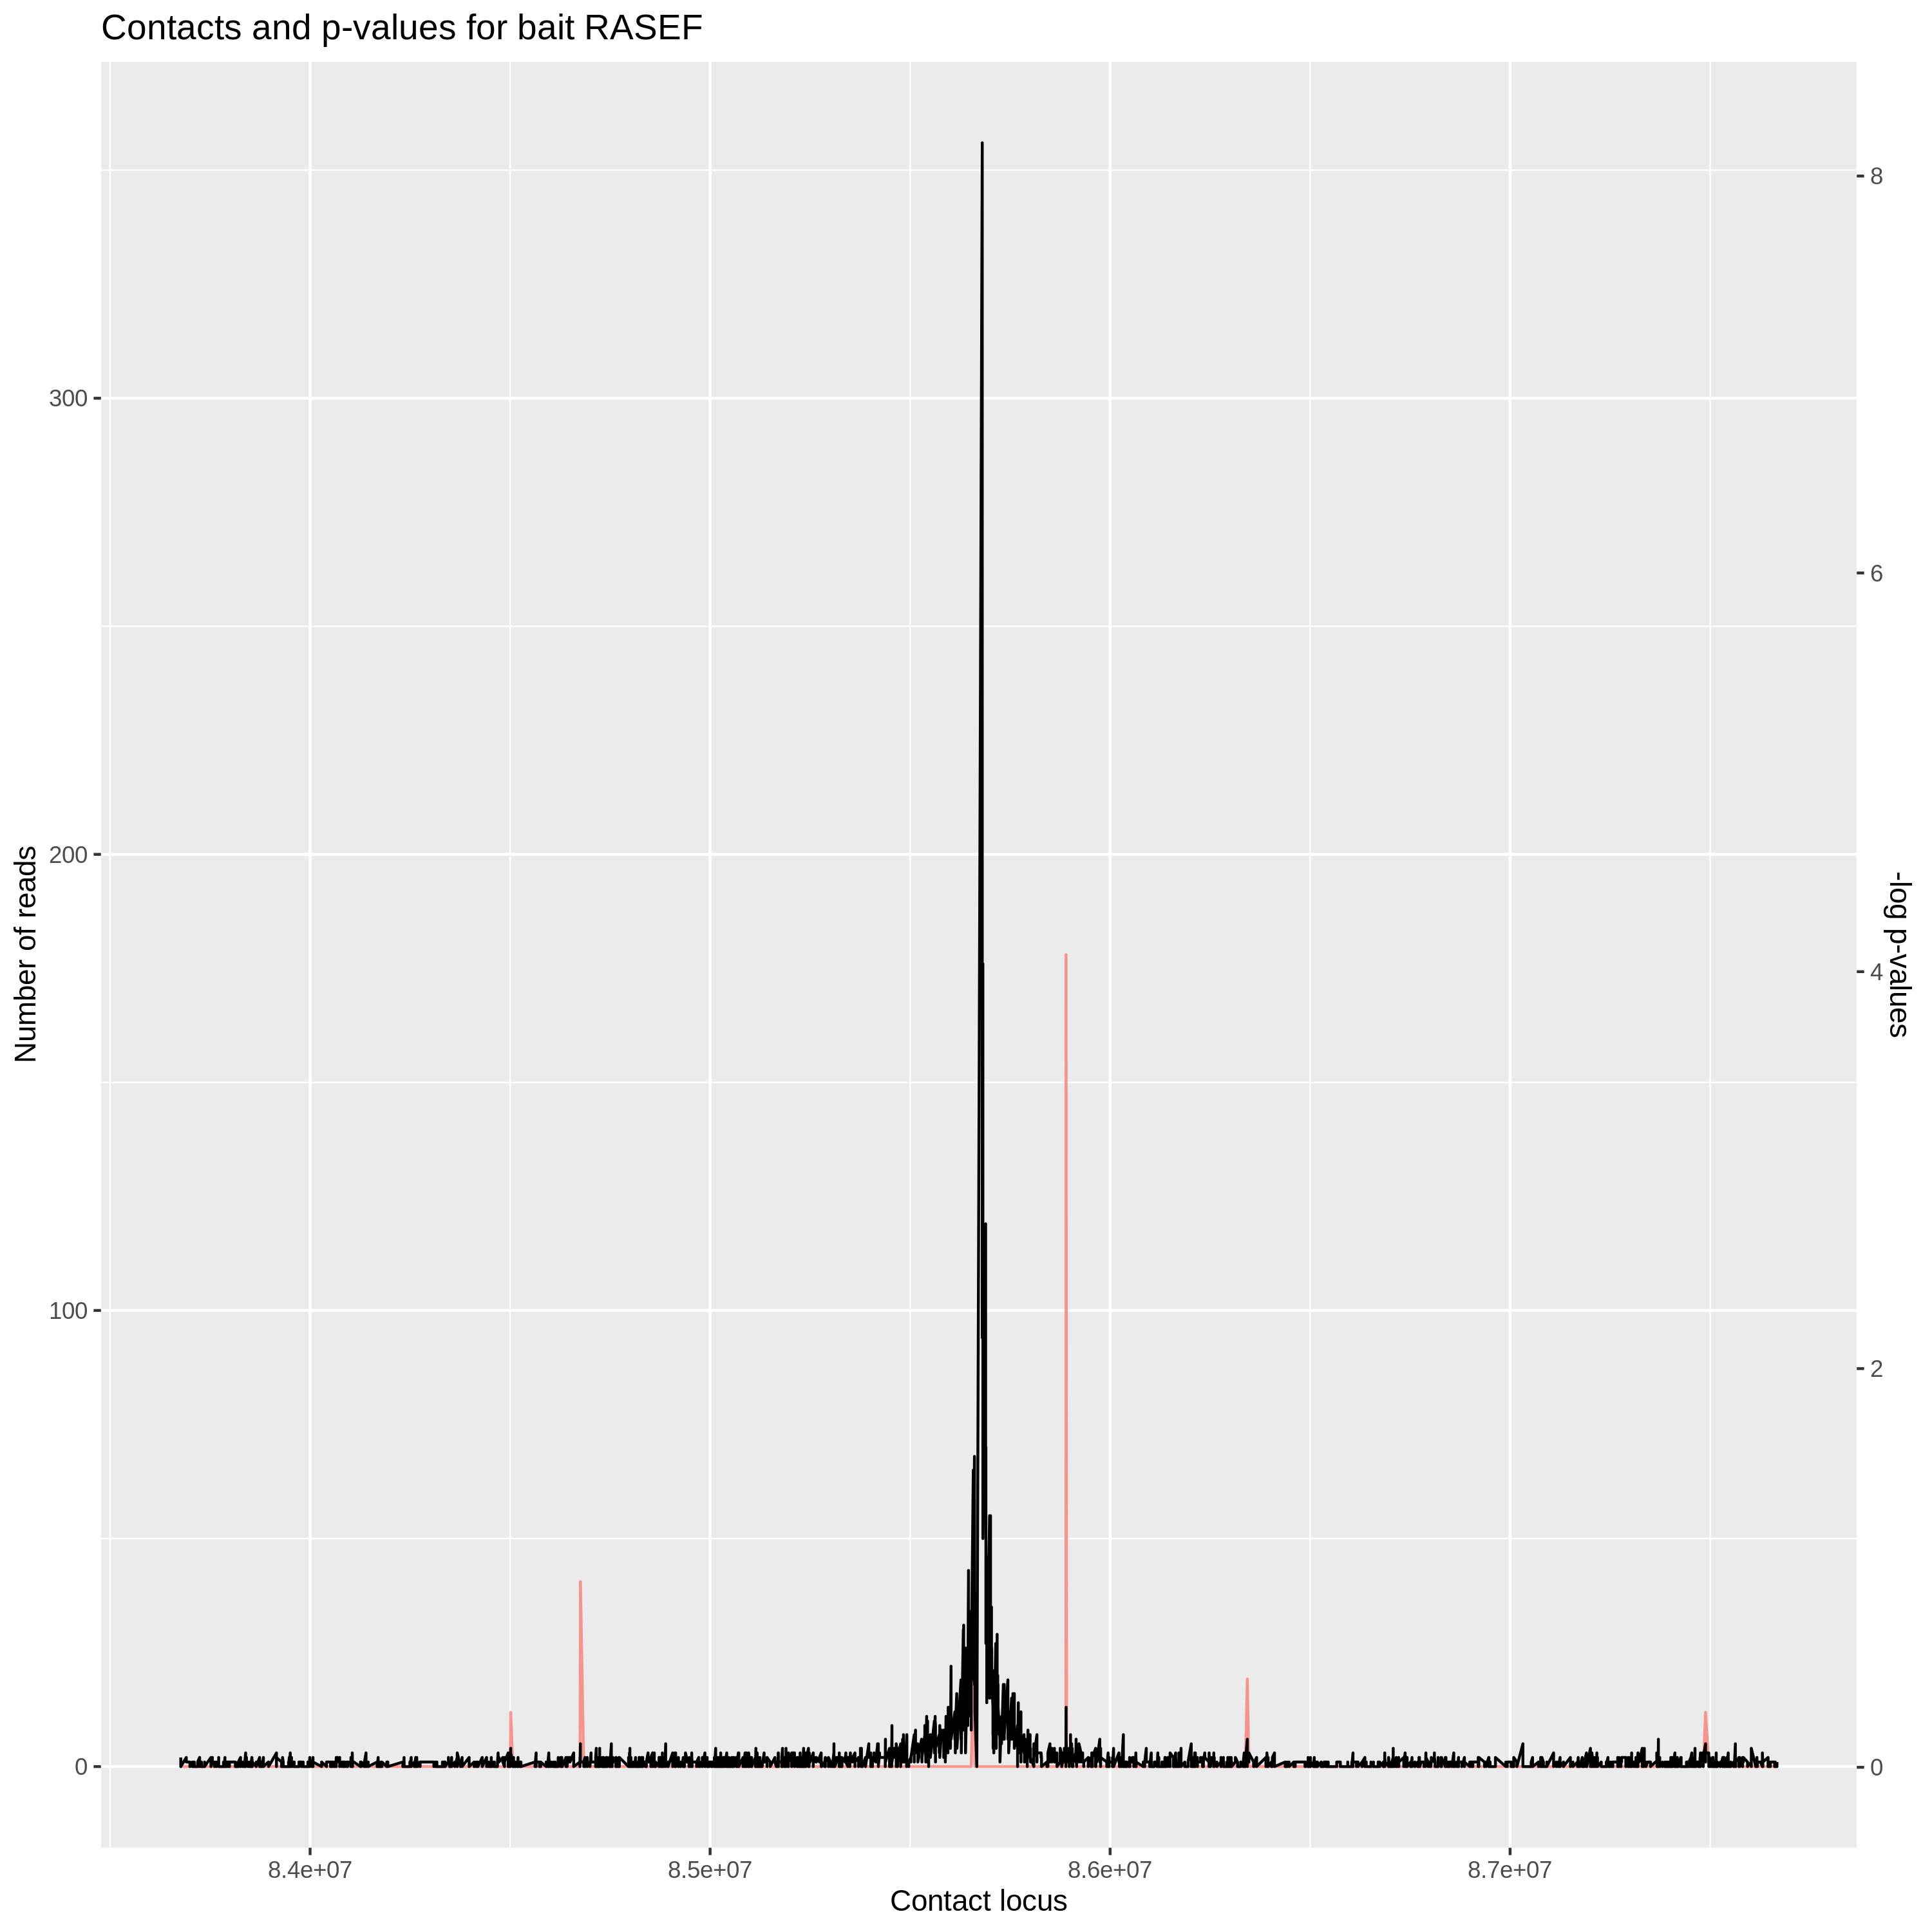 Contacts and p-values for bait RASEF
Number of reads
300
200
100
0
8
6
4
2
0
-log p-values
8.4e+07
8.5e+07
8.6e+07
8.7e+07
Contact locus